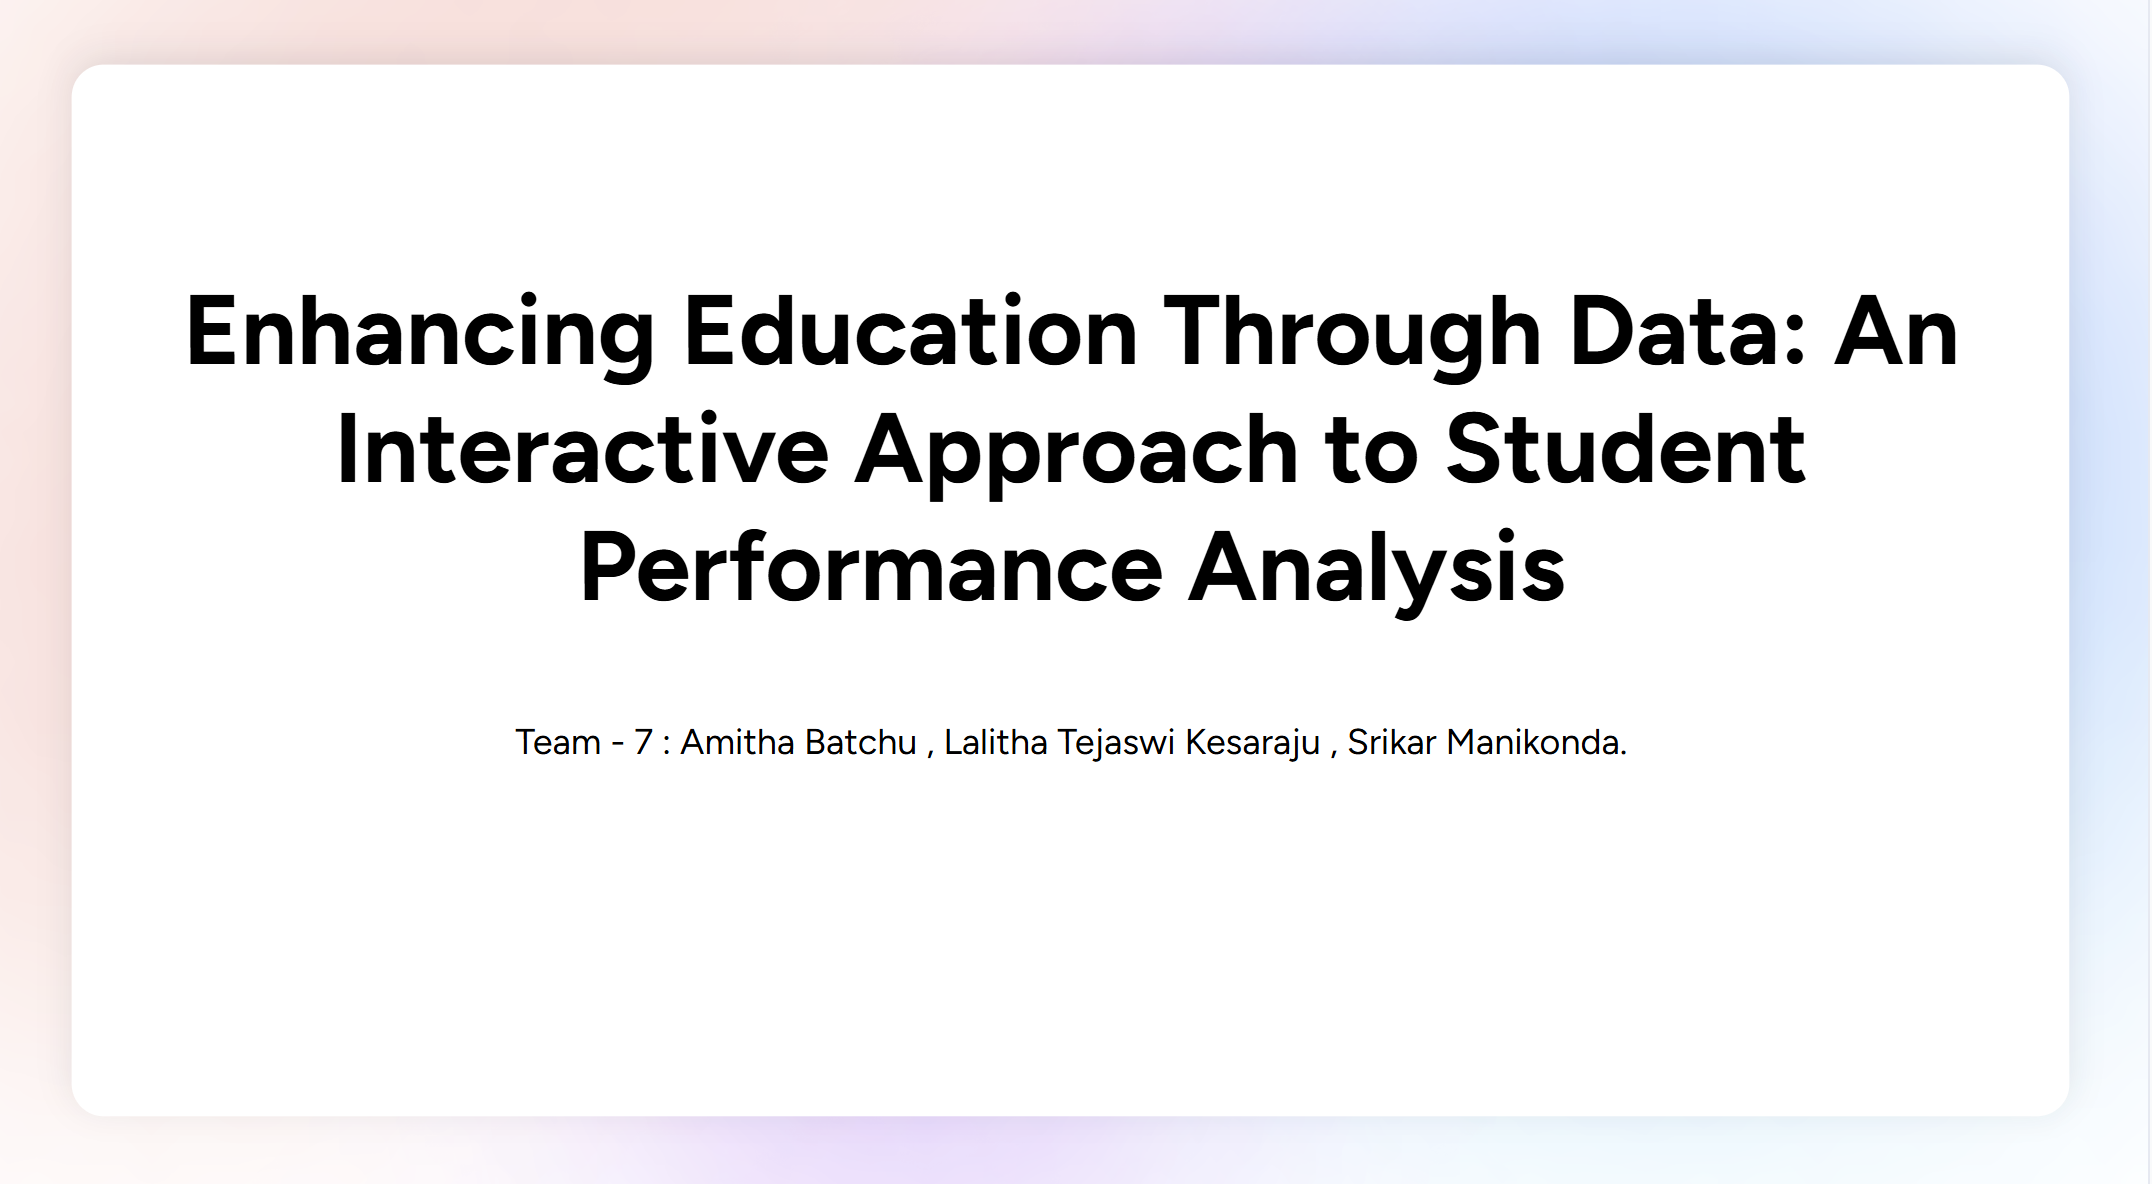 Enhancing Education Through Data: An
Interactive Approach to Student
Performance Analysis
Team - 7 : Amitha Batchu , Lalitha Tejaswi Kesaraju , Srikar Manikonda.